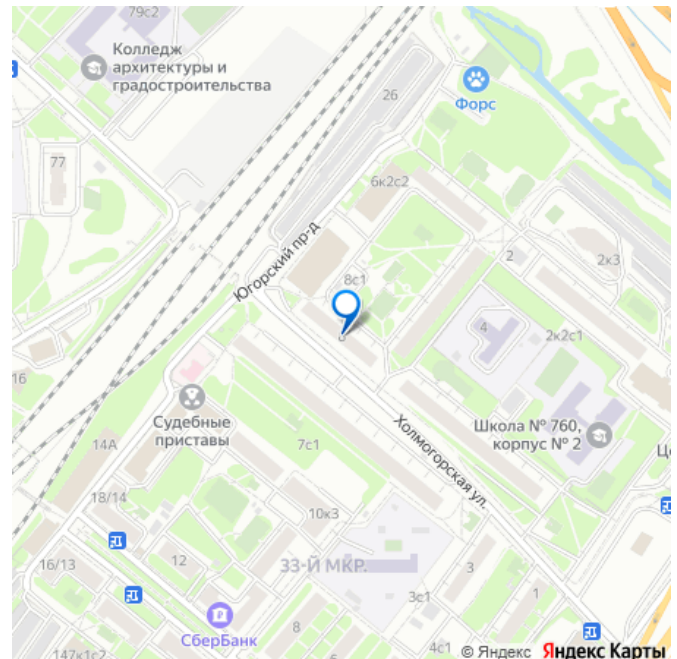 79с2
Колледж
архитектуры и
градостроительства
26
Форс
77
6к2с2
Югорский пр-д
2
2к3
8с1
4
2к2с1
16
Судебные
приставы
Школа № 760,
корпус № 2
Холмогорская ул.
7с1
14А
Це
18/14
10к3
12
33-Й МКР.
3
16/13
3с1
1
СберБанк
8
6
147к1с2
4с1
© Яндекс Яндекс Карты